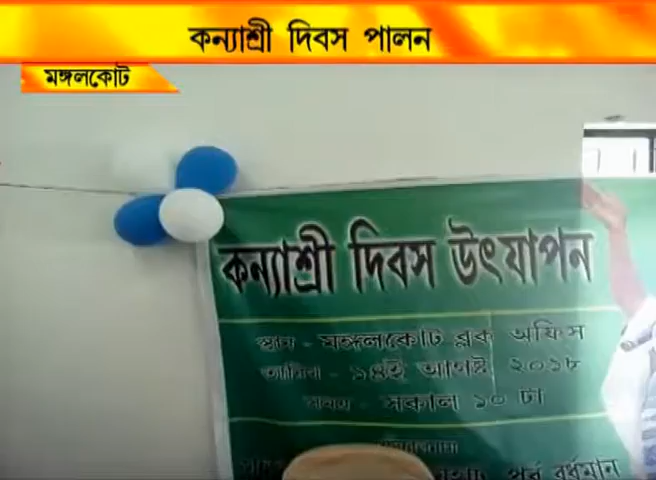 কন্যাশ্রী দিবস পালন
মঙ্গলকোট
কন্যাশ্রী দিবস উৎযাপন
স্থান - মঙ্গলকোট ব্লক অফিস
তারিখ - ১৪ই আগষ্ট ২০১৮
সময় - সকাল ১০ টা
পূর্ব বর্ধমান